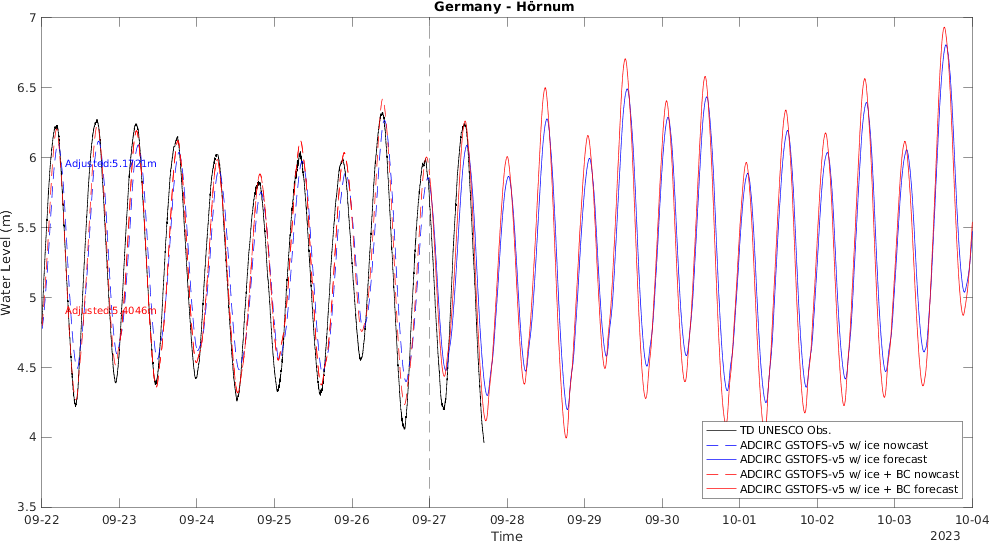 Germany - Hörnum
Water Level (m)
7
6.5
6
5.5
5
4.5
4
3.5
Adjusted:5.1721m
Adjusted:5.4046m
TD UNESCO Obs.
ADCIRC GSTOFS-v5 w/ ice nowcast
ADCIRC GSTOFS-v5 w/ ice forecast
ADCIRC GSTOFS-v5 w/ ice + BC nowcast
ADCIRC GSTOFS-v5 w/ ice + BC forecast
09-22 09-23 09-24 09-25 09-26 09-27 09-28 09-29 09-30 10-01 10-02 10-03 10-04
Time
2023